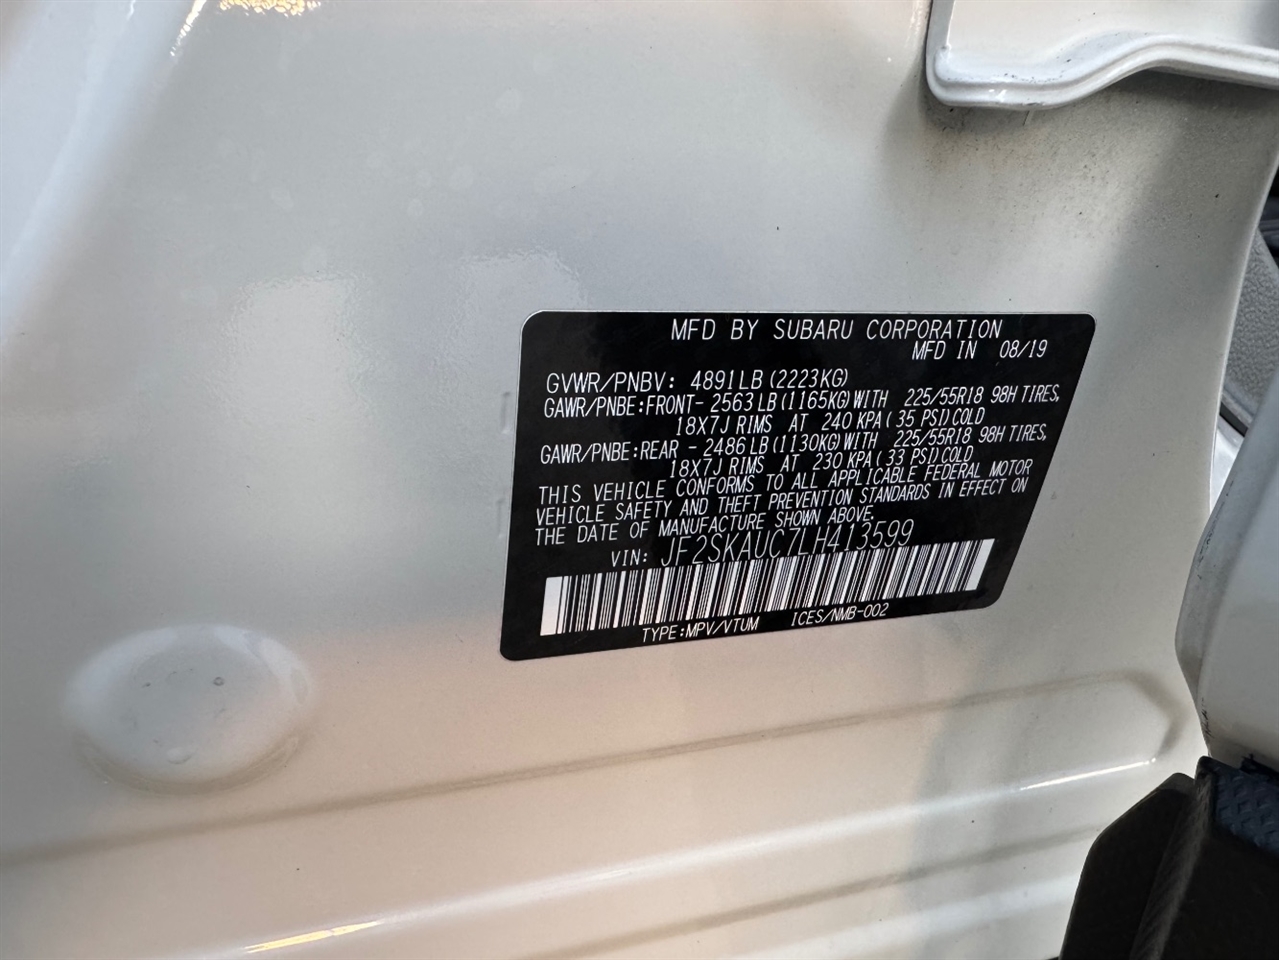 MFD BY SUBARU CORPORATION
MFD IN 08/19
GVWR/PNBV: 4891LB(2223KG)
GAWR/PNBE:FRONT- 2563LB(1165KG)WITH 225/55R18 98H TIRES,
18X7J RIMS AT 240 KPA( 35 PSI)COLD
GAWR/PNBE:REAR - 2486LB(1130KG)WITH 225/55R18 98H TIRES,
18X7J RIMS AT 230 KPA( 33 PSI)COLD
THIS VEHICLE CONFORMS TO ALL APPLICABLE FEDERAL MOTOR
VEHICLE SAFETY AND THEFT PREVENTION STANDARDS IN EFFECT ON
THE DATE OF MANUFACTURE SHOWN ABOVE.
VIN: JF2SKAUC7LH413599
TYPE:MPV/VTUM ICES/NMB-002